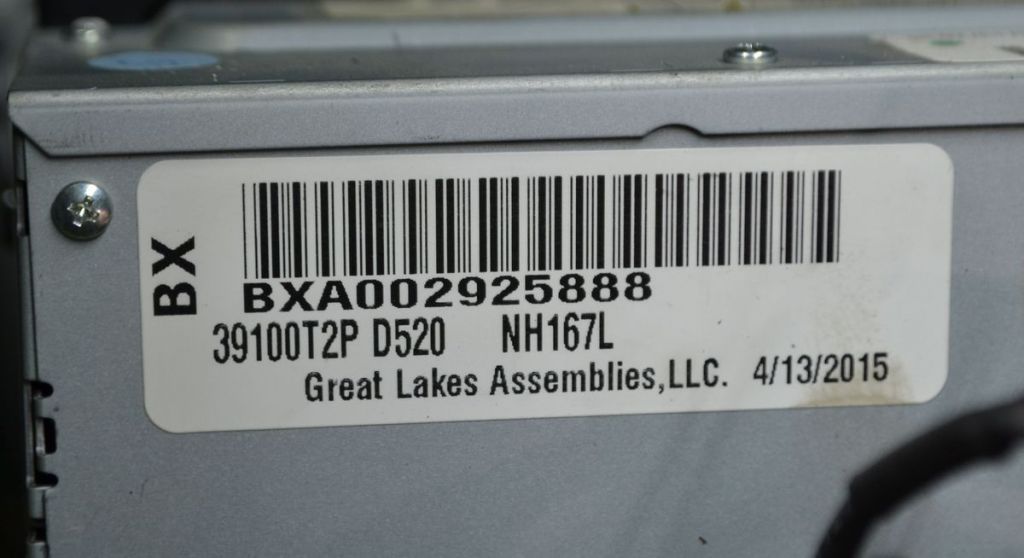 BX
BXA002925888
39100T2P D520 NH167L
Great Lakes Assemblies,LLC. 4/13/2015